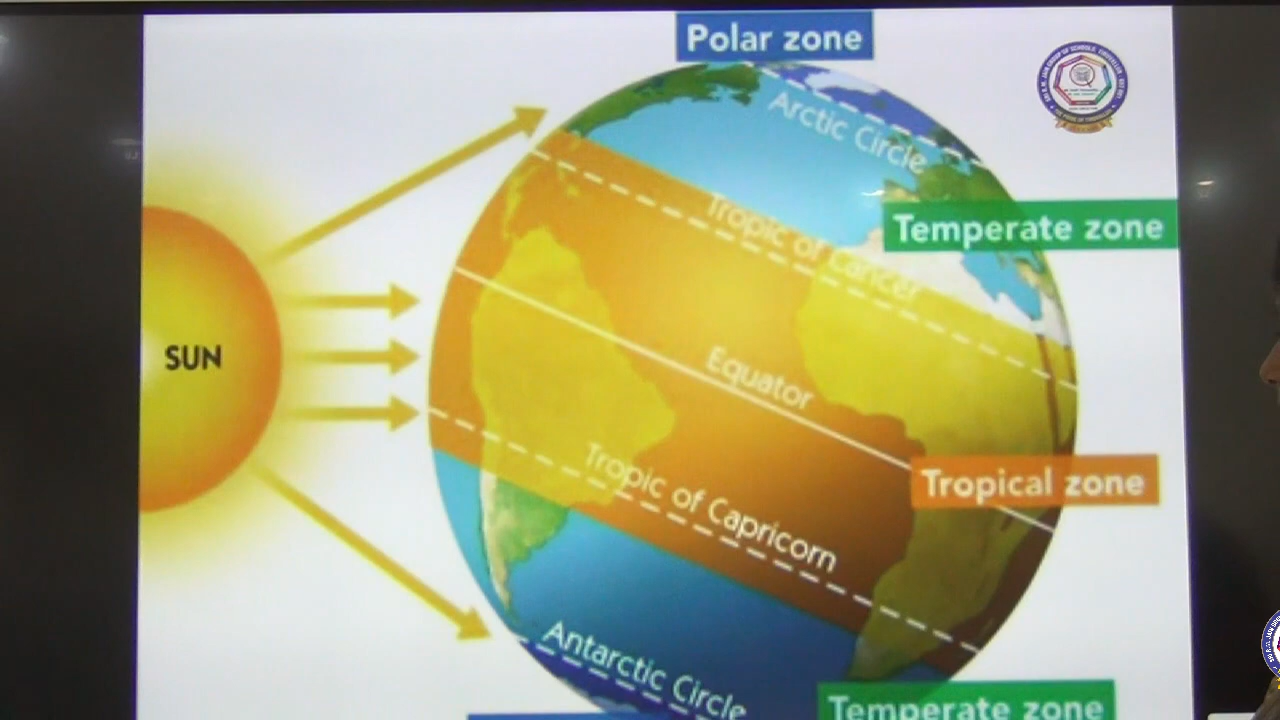 Polar zone
Arctic Circle
Tropic of Cancer
Temperate zone
SUN
Equator
Tropical zone
Tropic of Capricorn
Antarctic Circle
Temperate zone